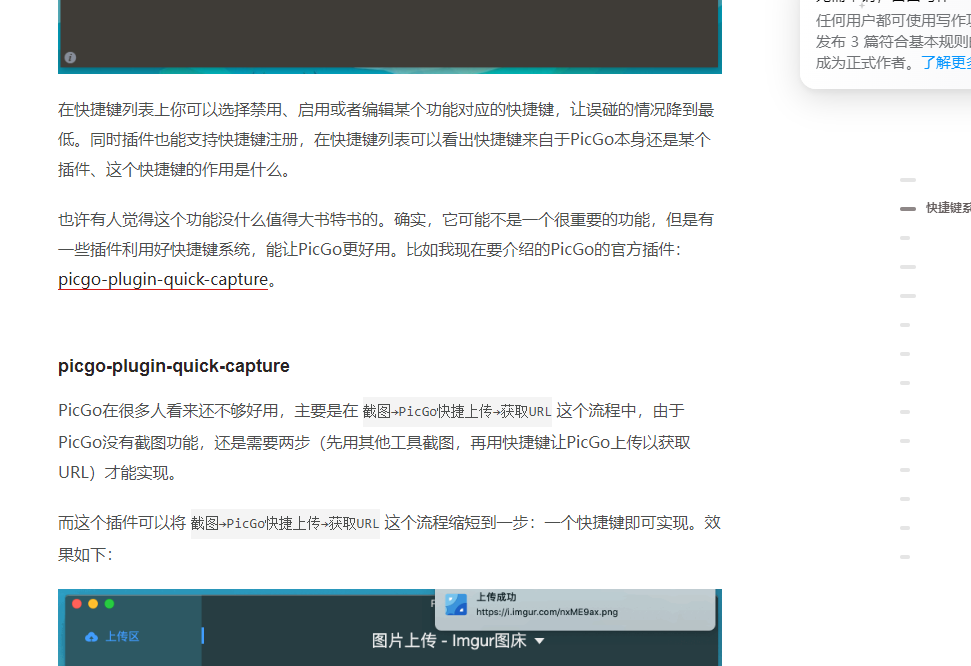 任何用户都可使用写作
发布 3 篇符合基本规则
成为正式作者。了解更多
在快捷键列表上你可以选择禁用、启用或者编辑某个功能对应的快捷键，让误碰的情况降到最
低。同时插件也能支持快捷键注册，在快捷键列表可以看出快捷键来自于PicGo本身还是某个
插件、这个快捷键的作用是什么。
快捷键系
也许有人觉得这个功能没什么值得大书特书的。确实，它可能不是一个很重要的功能，但是有
一些插件利用好快捷键系统，能让PicGo更好用。比如我现在要介绍的PicGo的官方插件：
picgo-plugin-quick-capture。
picgo-plugin-quick-capture
PicGo在很多人看来还不够好用，主要是在 截图→PicGo快捷上传→获取URL 这个流程中，由于
PicGo没有截图功能，还是需要两步（先用其他工具截图，再用快捷键让PicGo上传以获取
URL）才能实现。
而这个插件可以将 截图→PicGo快捷上传→获取URL 这个流程缩短到一步：一个快捷键即可实现。效
果如下：
上传成功
https://i.imgur.com/nxME9ax.png
上传区
图片上传 - Imgur图床